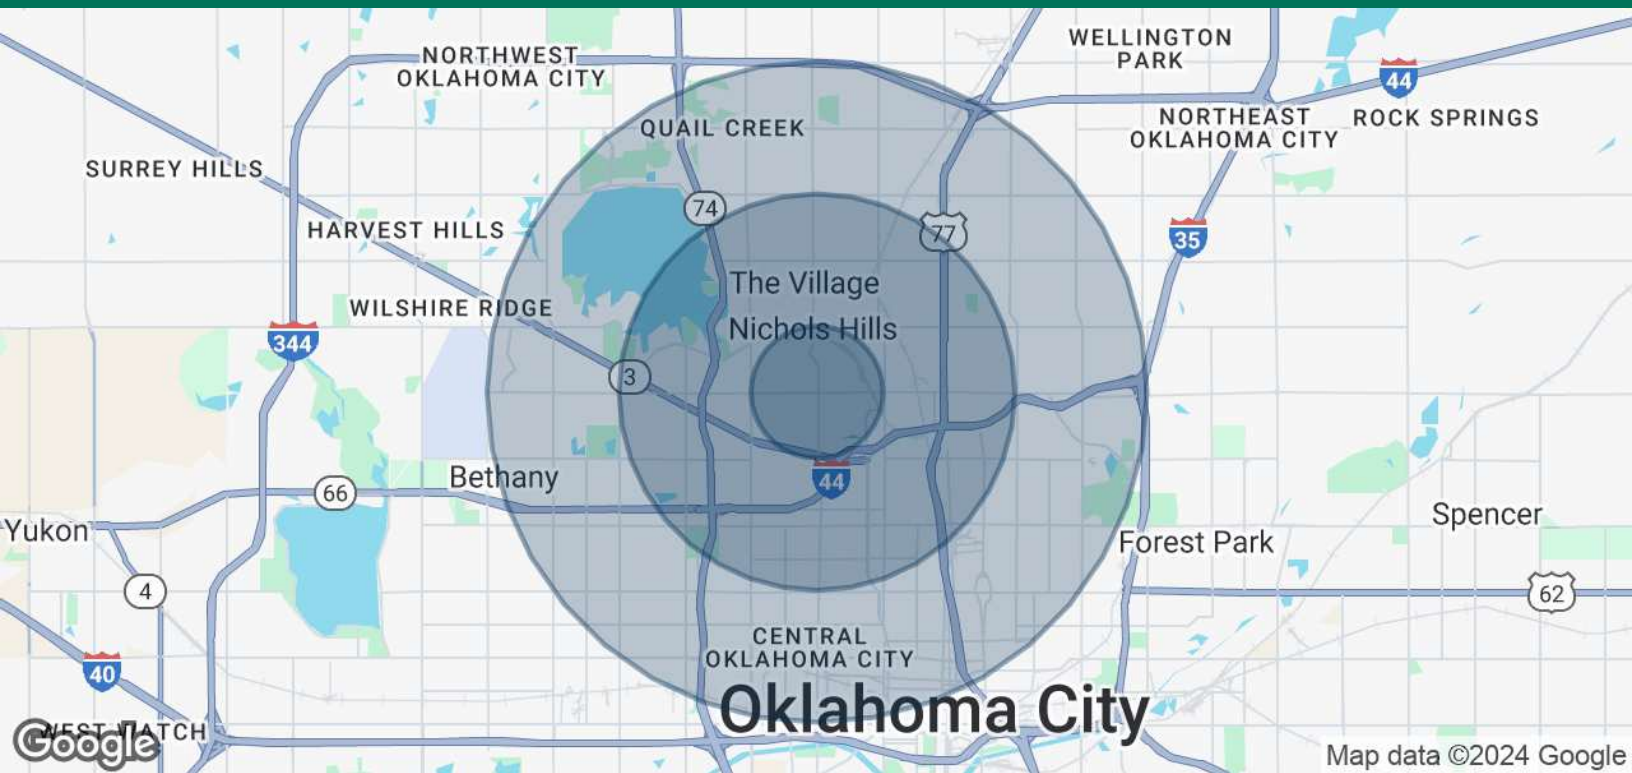 WELLINGTON
PARK
NORTHWEST
OKLAHOMA CITY
44
NORTHEAST
OKLAHOMA CITY
ROCK SPRINGS
QUAIL CREEK
SURREY HILLS
74
HARVEST HILLS
77
35
The Village
WILSHIRE RIDGE
Nichols Hills
344
3
Bethany
44
66
Yukon
Spencer
Forest Park
4
62
CENTRAL
OKLAHOMA CITY
40
Oklahoma City
WEST WATCH
Google
Map data ©2024 Google